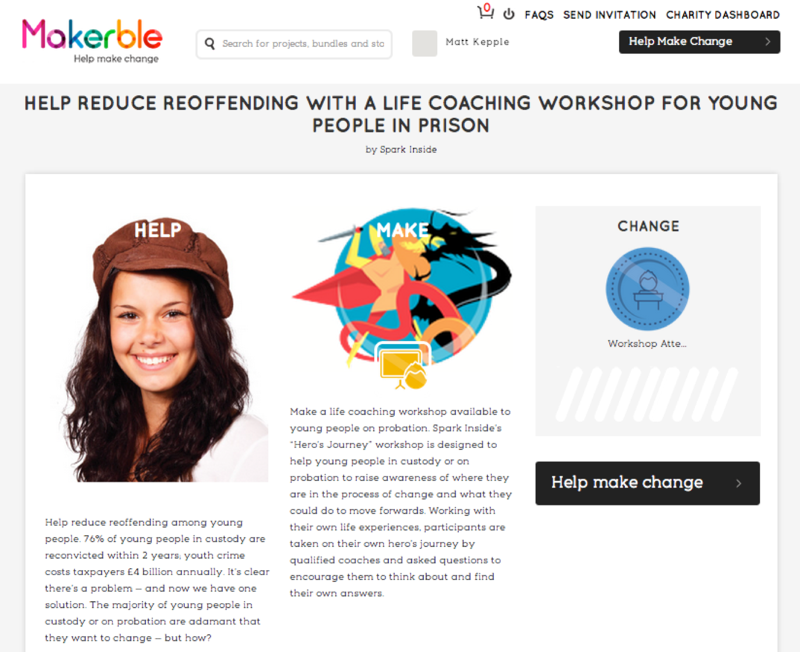 Makerble
Help make change
Search for projects, bundles and sto
Matt Kepple
0
FAQS SEND INVITATION CHARITY DASHBOARD
Help Make Change
HELP REDUCE REOFFENDING WITH A LIFE COACHING WORKSHOP FOR YOUNG
PEOPLE IN PRISON
by Spark Inside
HELP
Help reduce reoffending among young
people. 76% of young people in custody are
reconvicted within 2 years; youth crime
costs taxpayers £4 billion annually. It's clear
there's a problem – and now we have one
solution. The majority of young people in
custody or on probation are adamant that
they want to change – but how?
MAKE
Make a life coaching workshop available to
young people on probation. Spark Inside's
"Hero's Journey" workshop is designed to
help young people in custody or on
probation to raise awareness of where they
are in the process of change and what they
could do to move forwards. Working with
their own life experiences, participants are
taken on their own hero's journey by
qualified coaches and asked questions to
encourage them to think about and find
their own answers.
CHANGE
Workshop Atte...
Help make change